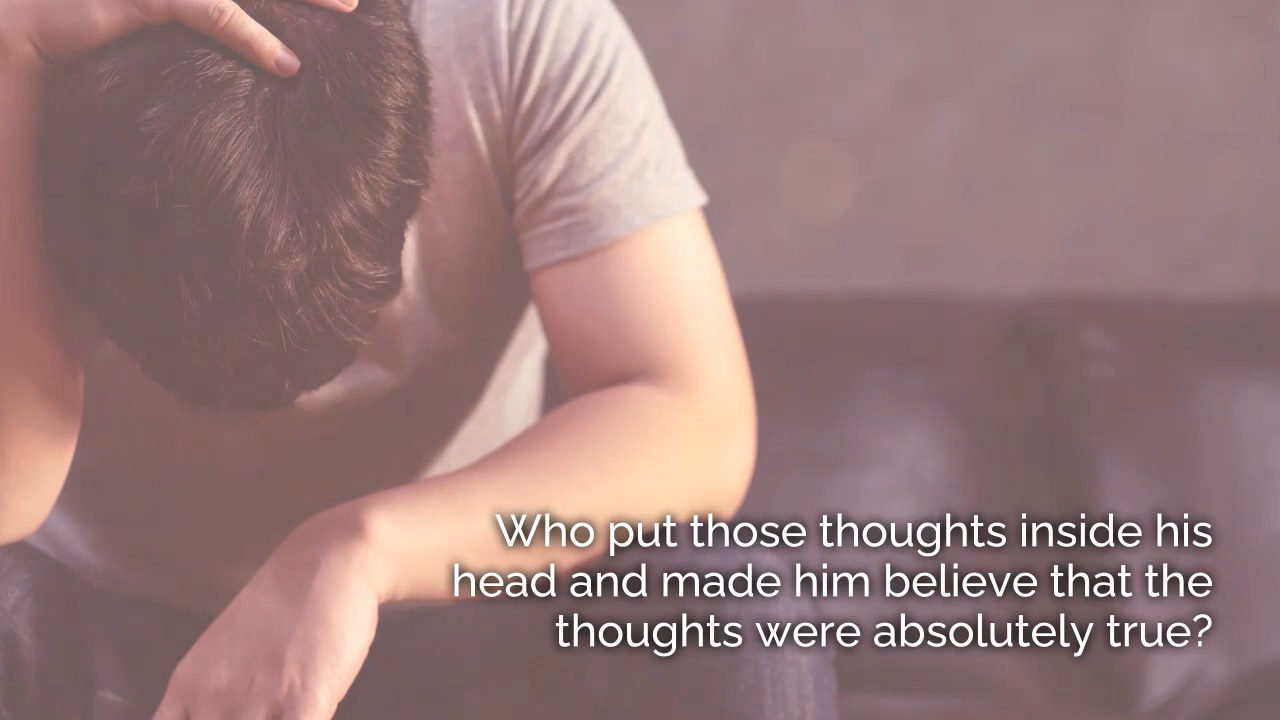 Who put those thoughts inside his
head and made him believe that the
thoughts were absolutely true?